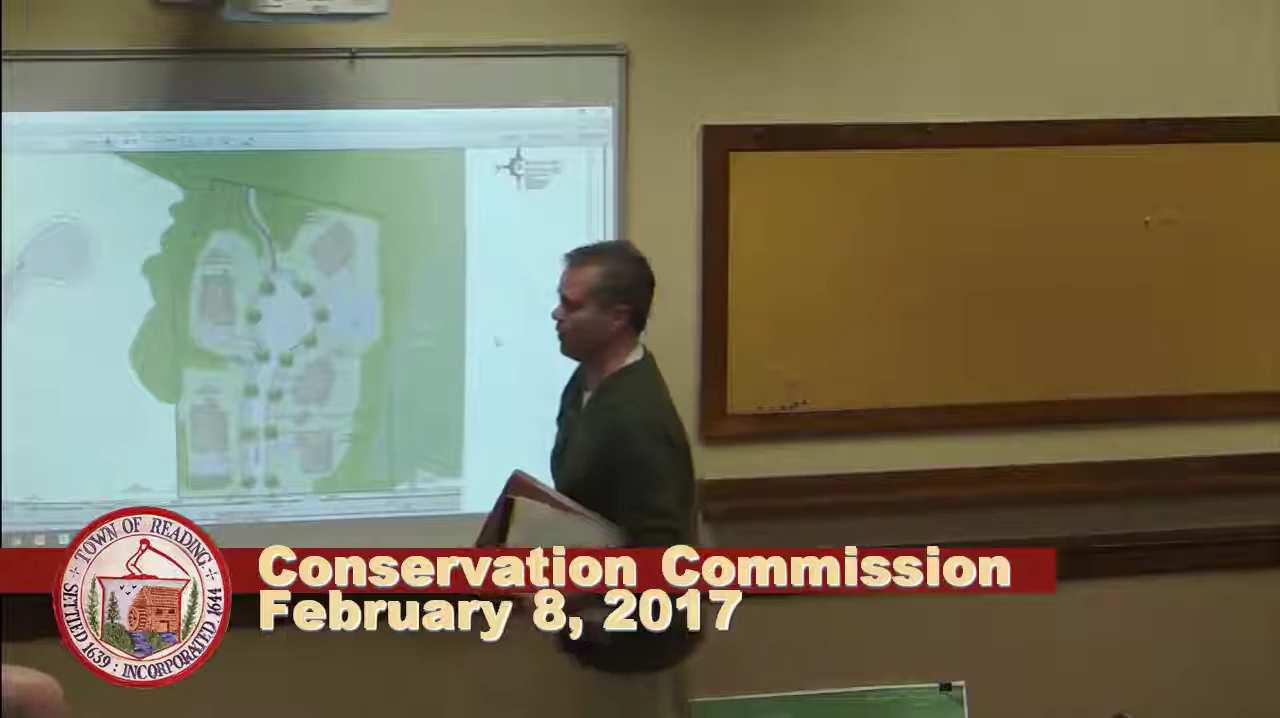 Conservation Commission
February 8, 2017
TOWN OF READING
SETTLED 1639 : INCORPORATED 1644